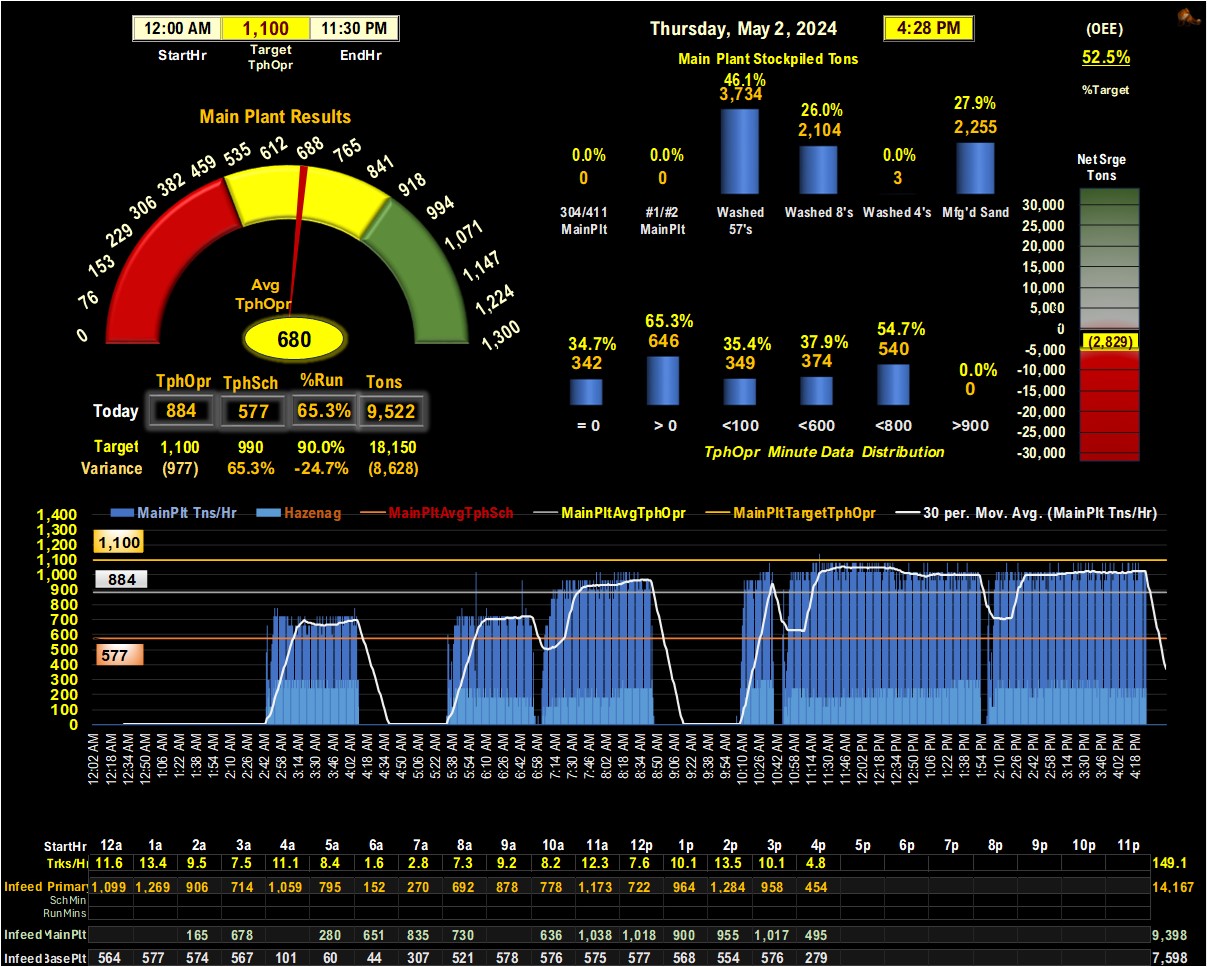 12:00 AM 1,100 11:30 PM
StartHr Target TphOpr EndHr
Thursday, May 2, 2024 4:28 PM
(OEE)
52.5%
%Target
Main Plant Stockpiled Tons
46.1% 26.0% 27.9%
3,734 2,104 2,255
0.0% 0.0% 0.0%
0 0 3
304/411 MainPlt #1/#2 MainPlt Washed 57's Washed 8's Washed 4's Mfg'd Sand
Main Plant Results
0 76 153 229 306 382 459 535 612 688 765 841 918 994 1,071 1,147 1,224 1,300
Avg
TphOpr
680
Net Srge
Tons
30,000
25,000
20,000
15,000
10,000
5,000
0
(2,829)
-5,000
-10,000
-15,000
-20,000
-25,000
-30,000
34.7% 65.3% 35.4% 37.9% 54.7% 0.0%
342 646 349 374 540 0
= 0 > 0 <100 <600 <800 >900
TphOpr Minute Data Distribution
TphOpr TphSch %Run Tons
Today 884 577 65.3% 9,522
Target 1,100 990 90.0% 18,150
Variance (977) 65.3% -24.7% (8,628)
MainPlt Tns/Hr Hazenag MainPltAvgTphSch MainPltAvgTphOpr MainPltTargetTphOpr 30 per. Mov. Avg. (MainPlt Tns/Hr)
1,400
1,300
1,200
1,100
1,000
900
800
700
600
500
400
300
200
100
0
1,100
884
577
12:02 AM 12:18 AM 12:34 AM 12:50 AM 1:06 AM 1:22 AM 1:38 AM 1:54 AM 2:10 AM 2:26 AM 2:42 AM 2:58 AM 3:14 AM 3:30 AM 3:46 AM 4:02 AM 4:18 AM 4:34 AM 4:50 AM 5:06 AM 5:22 AM 5:38 AM 5:54 AM 6:10 AM 6:26 AM 6:42 AM 6:58 AM 7:14 AM 7:30 AM 7:46 AM 8:02 AM 8:18 AM 8:34 AM 8:50 AM 9:06 AM 9:22 AM 9:38 AM 9:54 AM 10:10 AM 10:26 AM 10:42 AM 10:58 AM 11:14 AM 11:30 AM 11:46 AM 12:02 PM 12:18 PM 12:34 PM 12:50 PM 1:06 PM 1:22 PM 1:38 PM 1:54 PM 2:10 PM 2:26 PM 2:42 PM 2:58 PM 3:14 PM 3:30 PM 3:46 PM 4:02 PM 4:18 PM
StartHr 12a 1a 2a 3a 4a 5a 6a 7a 8a 9a 10a 11a 12p 1p 2p 3p 4p 5p 6p 7p 8p 9p 10p 11p
Trks/Hr 11.6 13.4 9.5 7.5 11.1 8.4 1.6 2.8 7.3 9.2 8.2 12.3 7.6 10.1 13.5 10.1 4.8 149.1
Infeed Primary 1,099 1,269 906 714 1,059 795 152 270 692 878 778 1,173 722 964 1,284 958 454 14,167
SchMin
RunMins
Infeed MainPlt 165 678 280 651 835 730 636 1,038 1,018 900 955 1,017 495 9,398
Infeed BasePlt 564 577 574 567 101 60 44 307 521 578 576 575 577 568 554 576 279 7,598